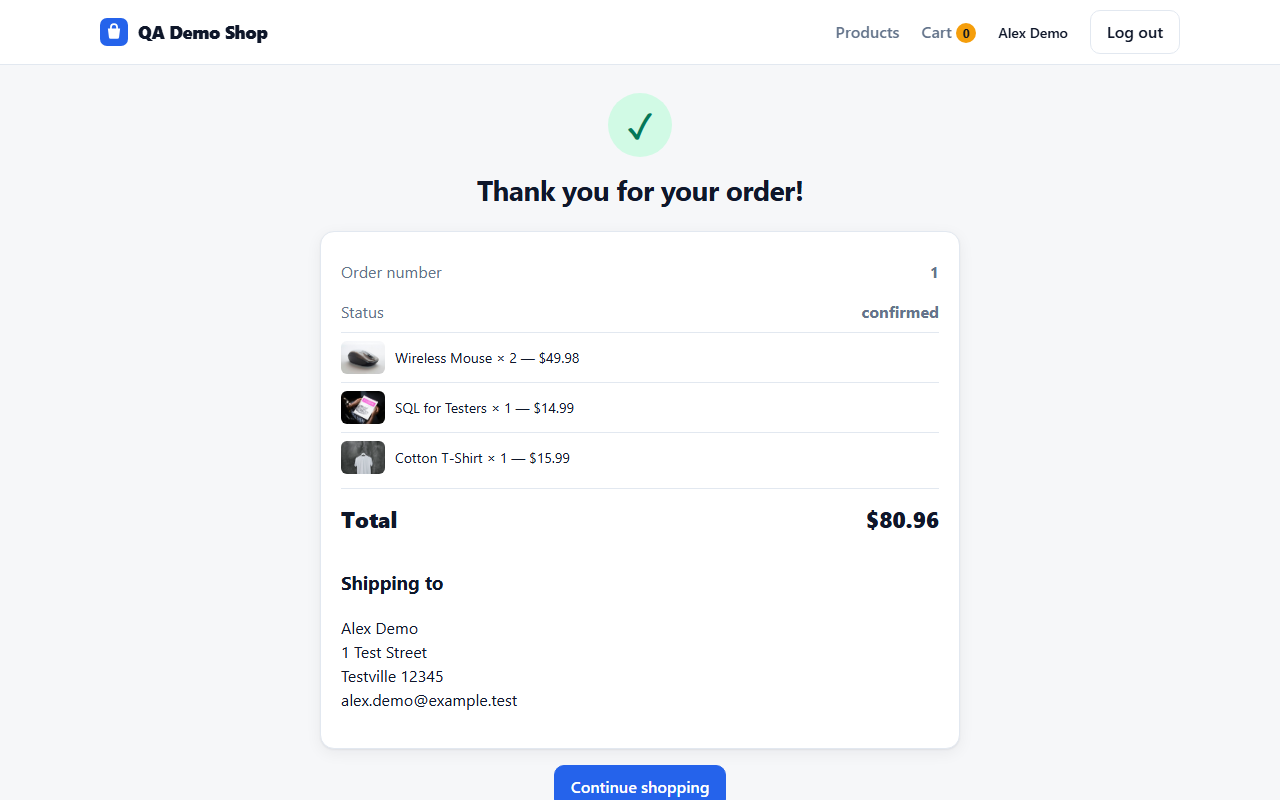 QA Demo Shop
Products
Cart 0
Alex Demo
Log out
✓
Thank you for your order!
Order number 1
Status confirmed
Wireless Mouse × 2 — $49.98
SQL for Testers × 1 — $14.99
Cotton T-Shirt × 1 — $15.99
Total $80.96
Shipping to
Alex Demo
1 Test Street
Testville 12345
alex.demo@example.test
Continue shopping